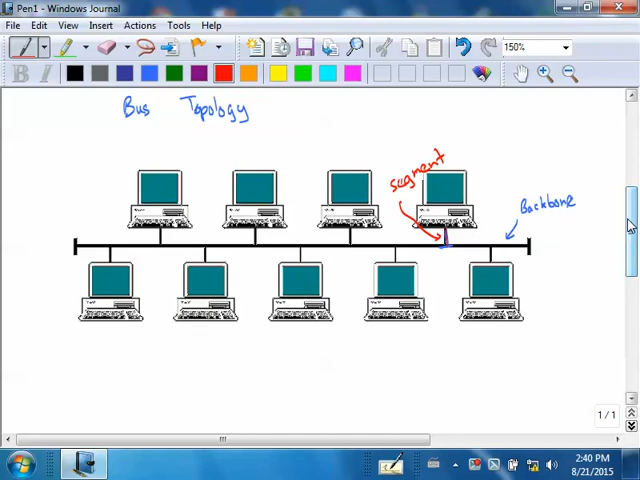 Pen1 - Windows Journal
File Edit View Insert Actions Tools Help
150%
B I
Bus Topology
segment
Backbone
1 / 1
2:40 PM
8/21/2015